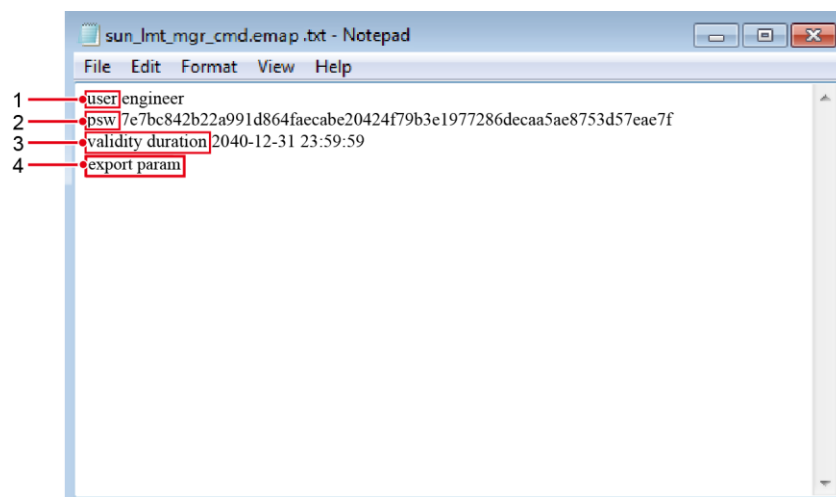 sun_lmt_mgr_cmd.emap .txt - Notepad
File Edit Format View Help
1 user engineer
2 psw 7e7bc842b22a991d864faecabe20424f79b3e1977286decaa5ae8753d57eae7f
3 validity duration 2040-12-31 23:59:59
4 export param